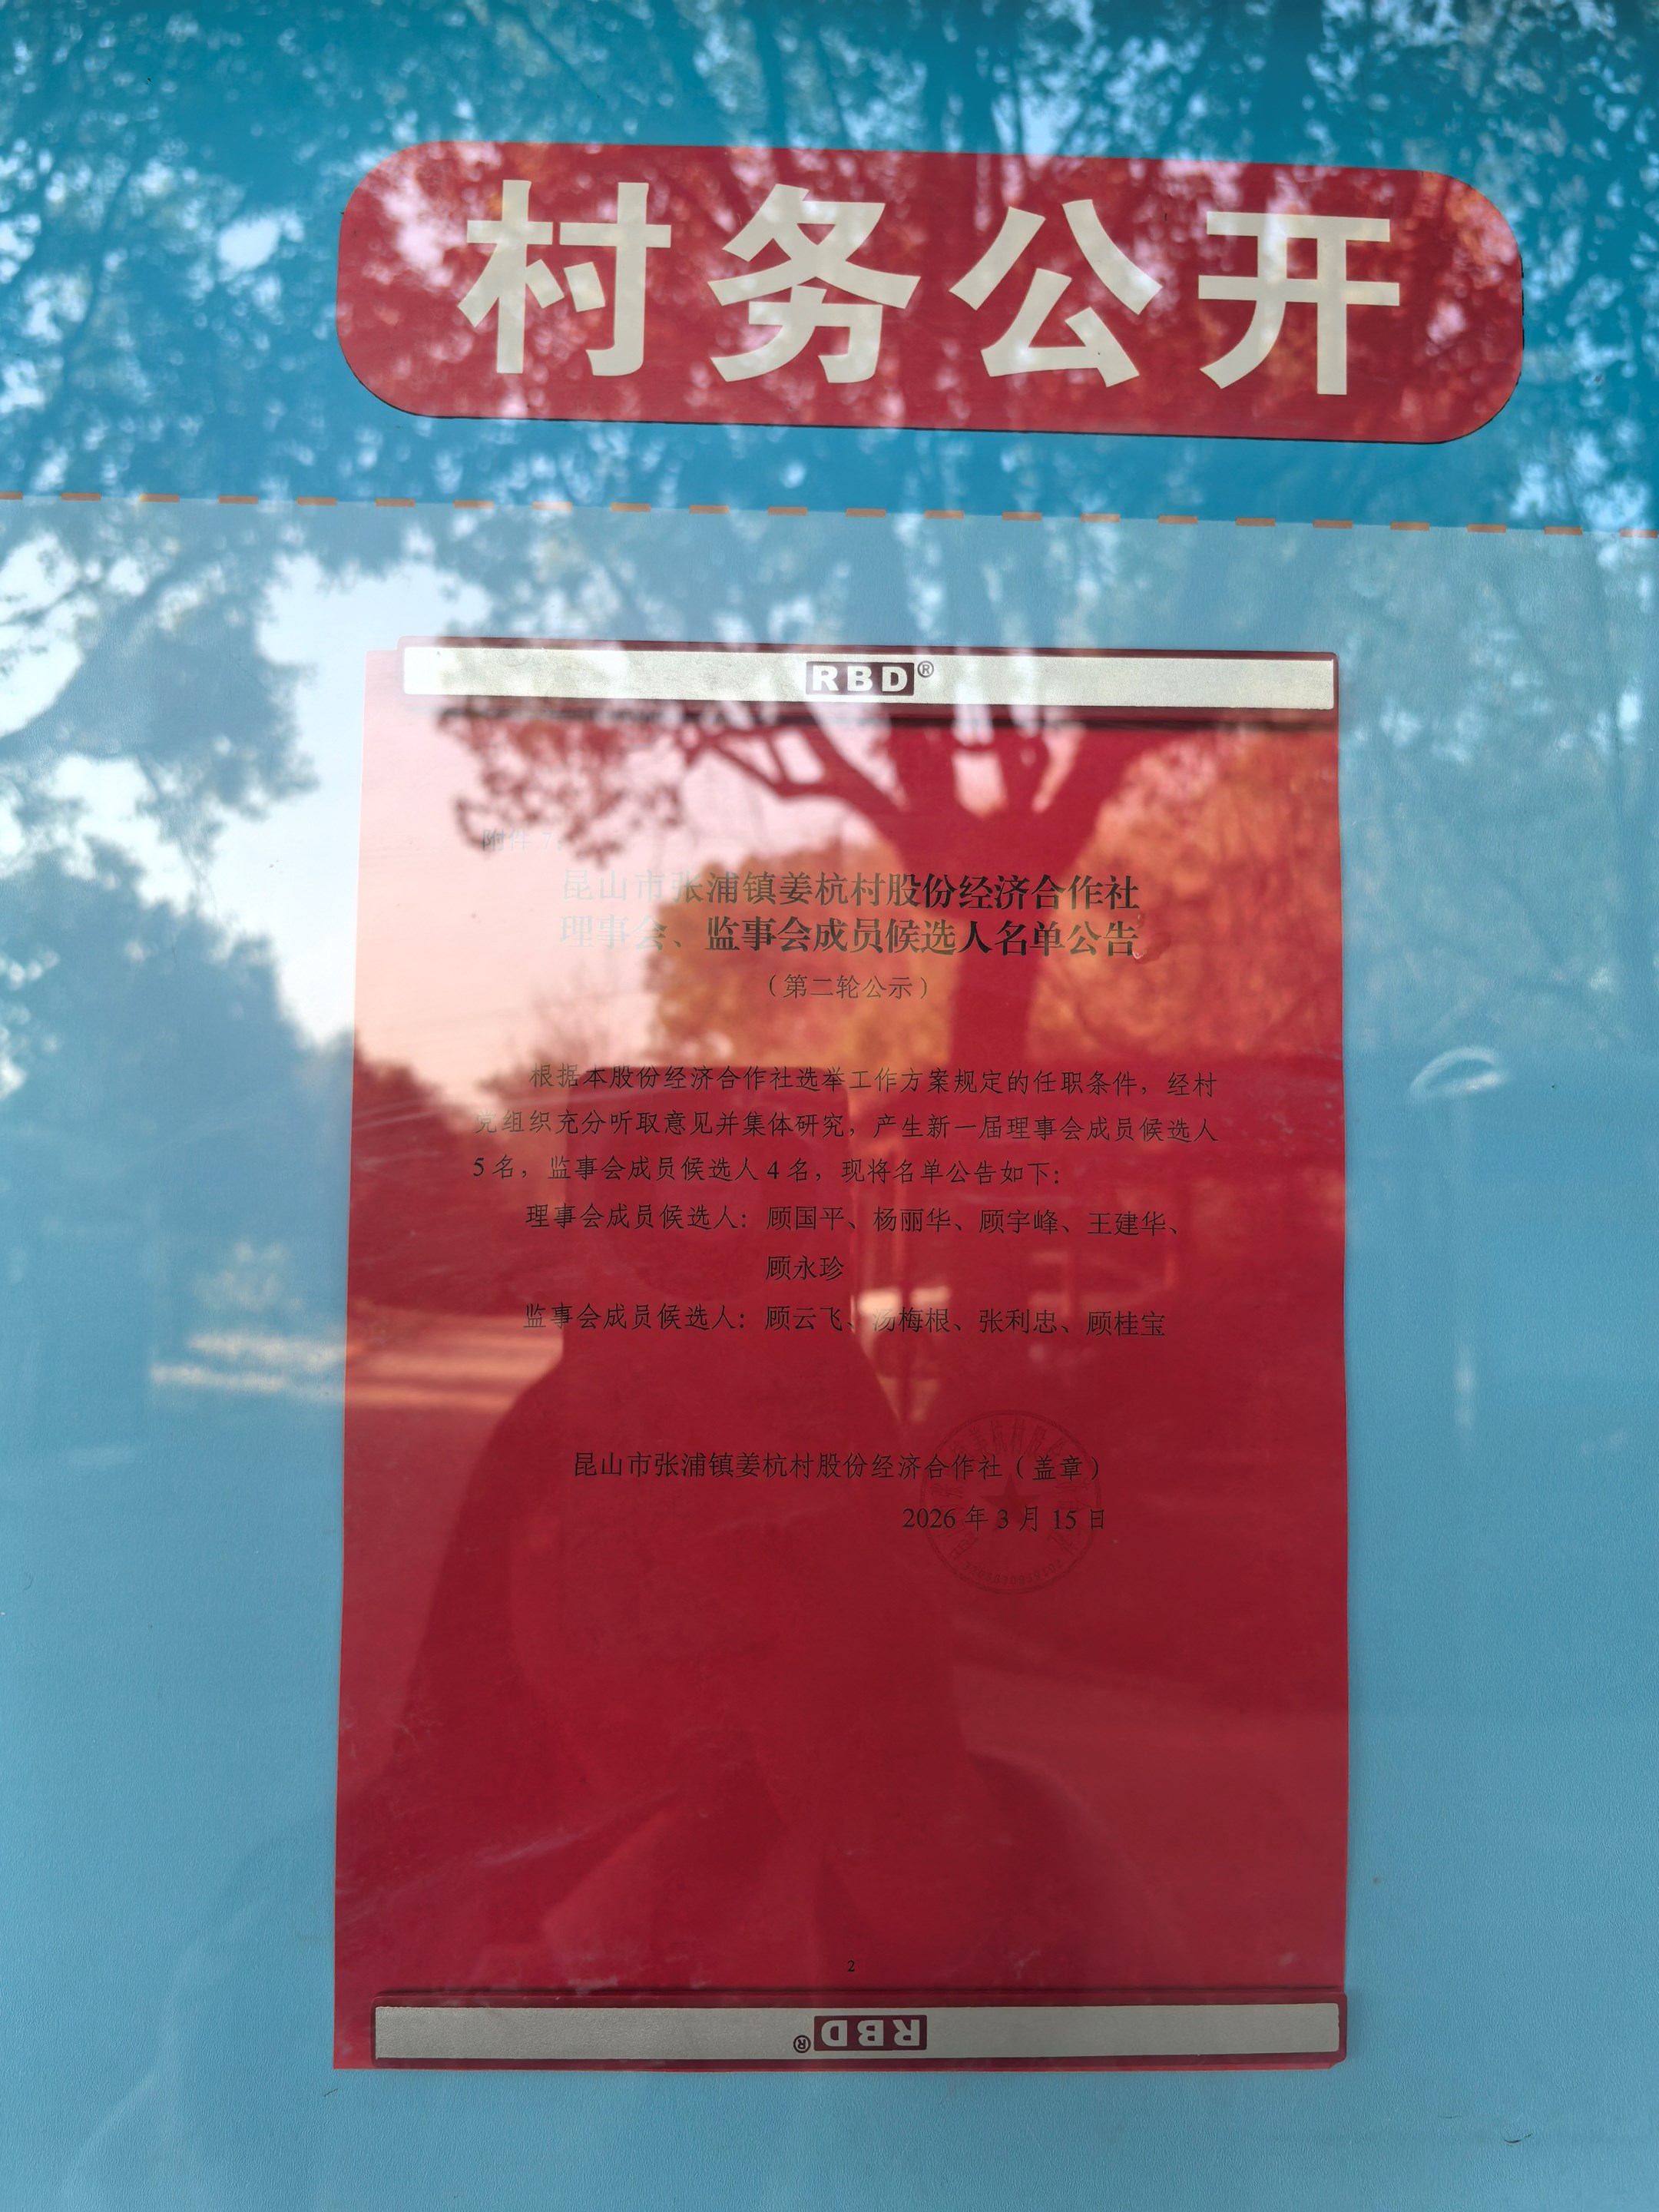 村务公开
RBD®
附件 7:
昆山市张浦镇姜杭村股份经济合作社
理事会、监事会成员候选人名单公告
（第二轮公示）
根据本股份经济合作社选举工作方案规定的任职条件，经村
党组织充分听取意见并集体研究，产生新一届理事会成员候选人
5名，监事会成员候选人4名，现将名单公告如下：
理事会成员候选人：顾国平、杨丽华、顾宇峰、王建华、
顾永珍
监事会成员候选人：顾云飞、汤梅根、张利忠、顾桂宝
昆山市张浦镇姜杭村股份经济合作社（盖章）
2026年3月15日
2
RBD®